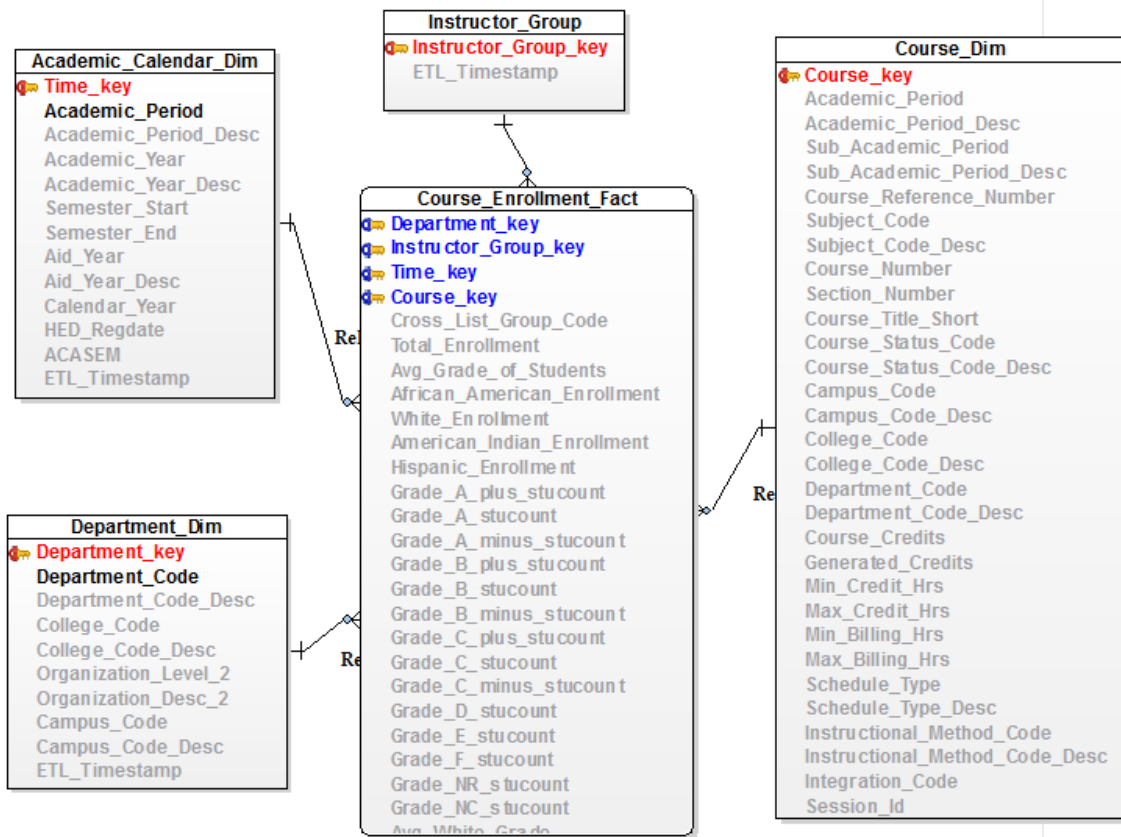 Instructor_Group
Instructor_Group_key
ETL_Timestamp
Academic_Calendar_Dim
Time_key
Academic_Period
Academic_Period_Desc
Academic_Year
Academic_Year_Desc
Semester_Start
Semester_End
Aid_Year
Aid_Year_Desc
Calendar_Year
HED_Regdate
ACASEM
ETL_Timestamp
Course_Enrollment_Fact
Department_key
Instructor_Group_key
Time_key
Course_key
Cross_List_Group_Code
Total_Enrollment
Avg_Grade_of_Students
African_American_Enrollment
White_Enrollment
American_Indian_Enrollment
Hispanic_Enrollment
Grade_A_plus_stucount
Grade_A_stucount
Grade_A_minus_stucount
Grade_B_plus_stucount
Grade_B_stucount
Grade_B_minus_stucount
Grade_C_plus_stucount
Grade_C_stucount
Grade_C_minus_stucount
Grade_D_stucount
Grade_E_stucount
Grade_F_stucount
Grade_NR_stucount
Grade_NC_stucount
Avg_White_Grade
Rel
Department_Dim
Department_key
Department_Code
Department_Code_Desc
College_Code
College_Code_Desc
Organization_Level_2
Organization_Desc_2
Campus_Code
Campus_Code_Desc
ETL_Timestamp
Re
Course_Dim
Course_key
Academic_Period
Academic_Period_Desc
Sub_Academic_Period
Sub_Academic_Period_Desc
Course_Reference_Number
Subject_Code
Subject_Code_Desc
Course_Number
Section_Number
Course_Title_Short
Course_Status_Code
Course_Status_Code_Desc
Campus_Code
Campus_Code_Desc
College_Code
College_Code_Desc
Department_Code
Department_Code_Desc
Course_Credits
Generated_Credits
Min_Credit_Hrs
Max_Credit_Hrs
Min_Billing_Hrs
Max_Billing_Hrs
Schedule_Type
Schedule_Type_Desc
Instructional_Method_Code
Instructional_Method_Code_Desc
Integration_Code
Session_Id
Re